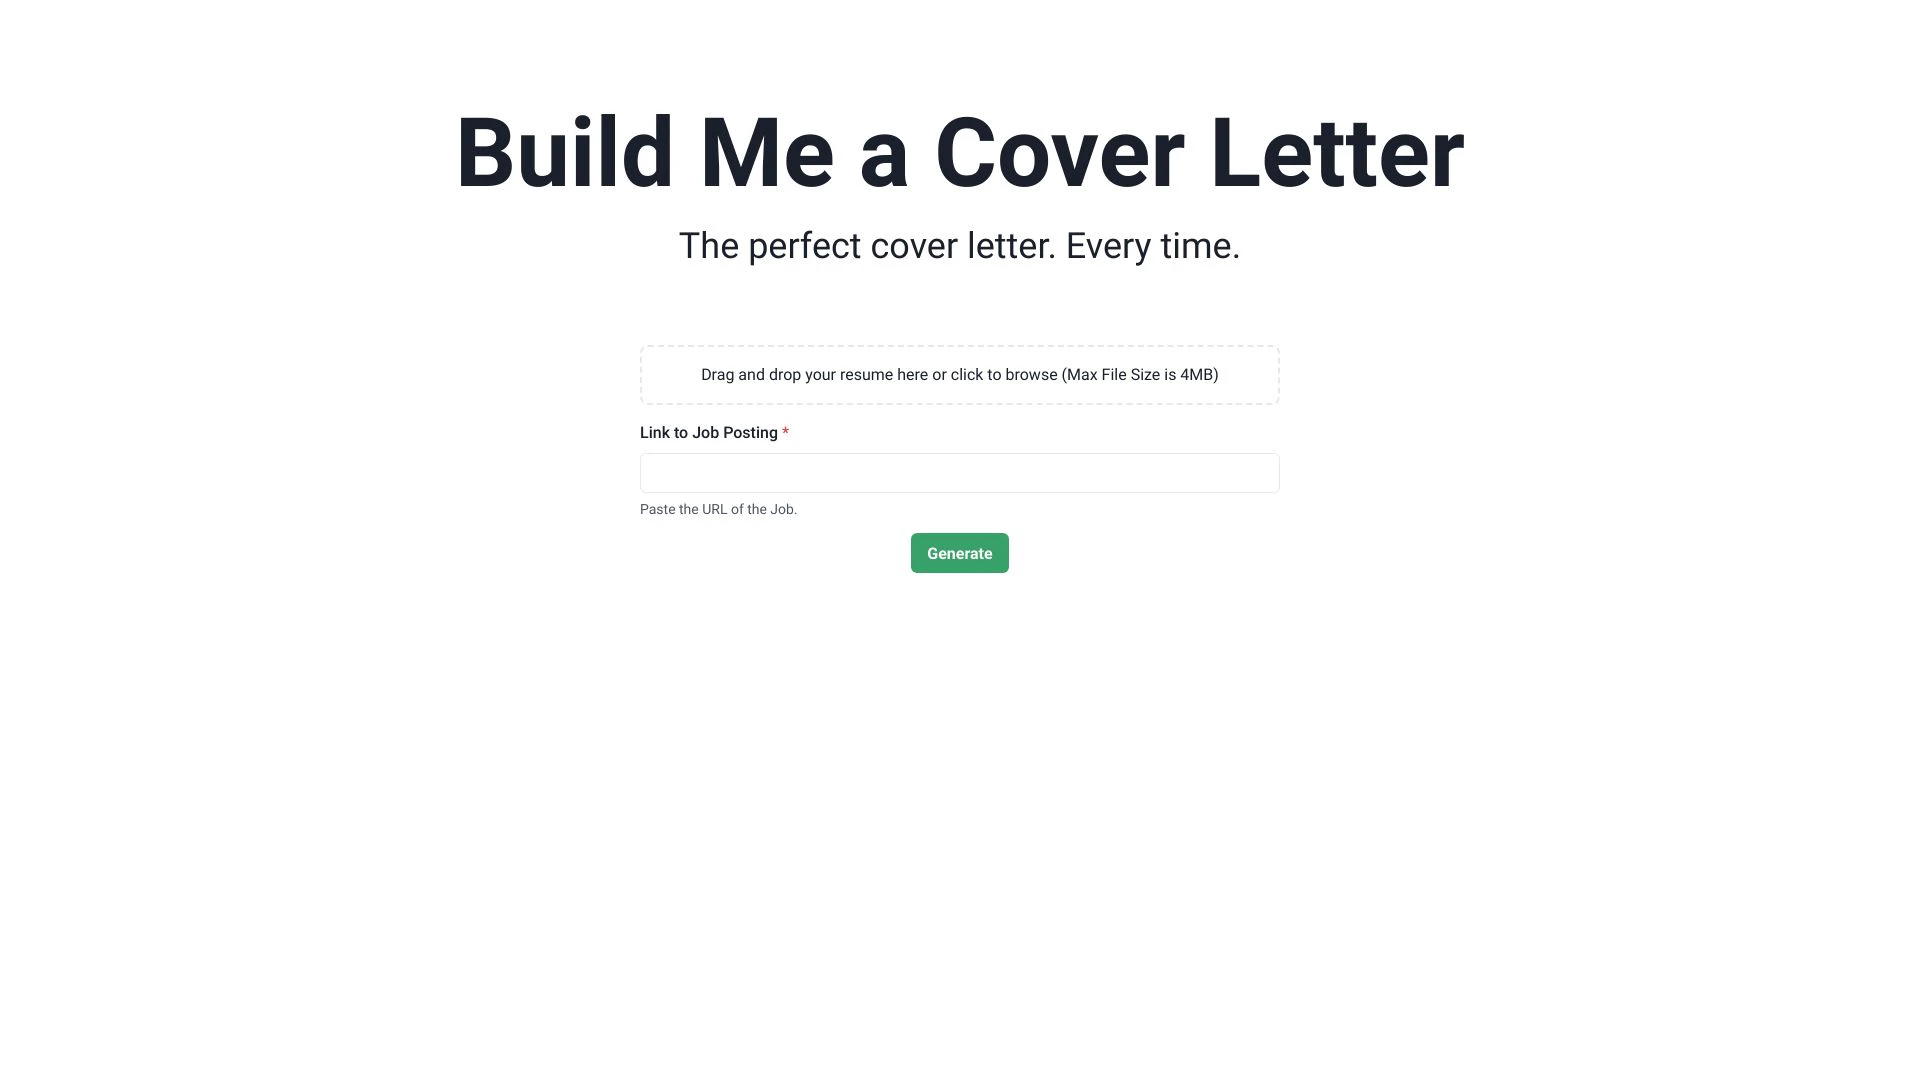 Build Me a Cover Letter
The perfect cover letter. Every time.
Drag and drop your resume here or click to browse (Max File Size is 4MB)
Link to Job Posting *
Paste the URL of the Job.
Generate